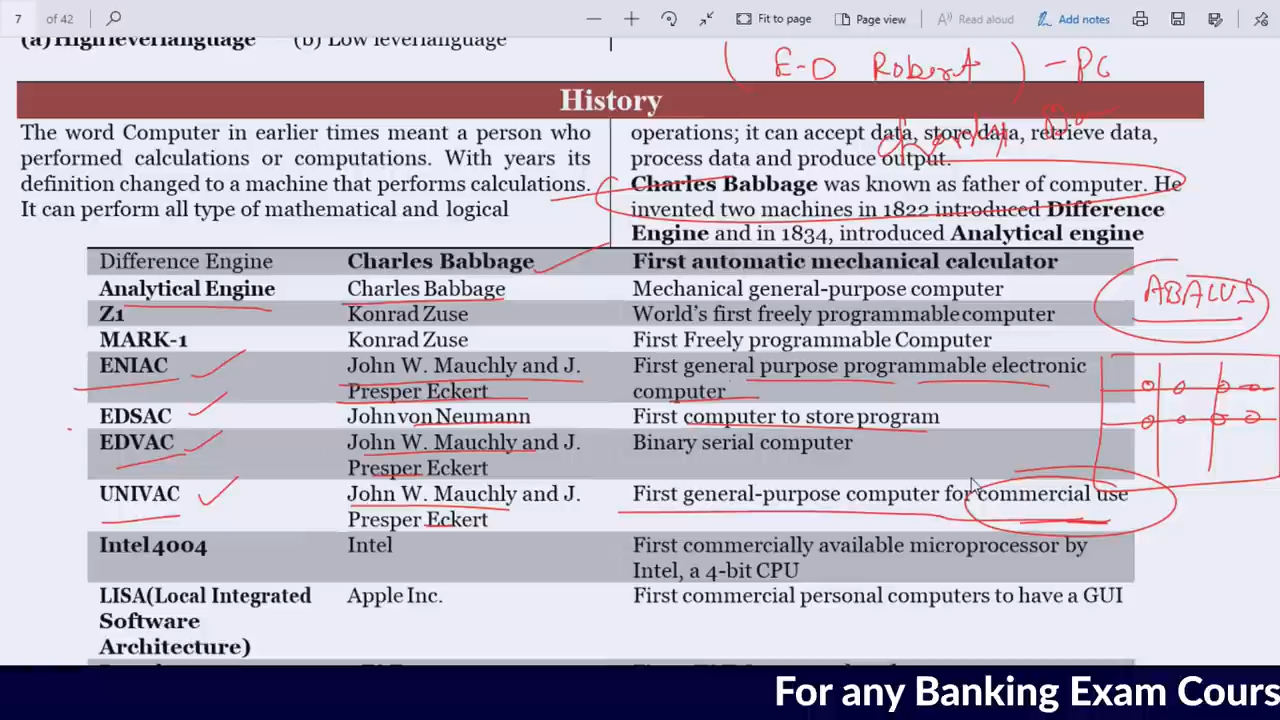 7 of 42 Fit to page Page view Read aloud Add notes
(a) High level language (b) Low level language
( E-D Robert ) - PC
History
The word Computer in earlier times meant a person who
performed calculations or computations. With years its
definition changed to a machine that performs calculations.
It can perform all type of mathematical and logical
operations; it can accept data, store data, retrieve data,
process data and produce output.
Charles Babbage was known as father of computer. He
invented two machines in 1822 introduced Difference
Engine and in 1834, introduced Analytical engine
Difference Engine Charles Babbage First automatic mechanical calculator
Analytical Engine Charles Babbage Mechanical general-purpose computer
ABACUS
Z1 Konrad Zuse World's first freely programmable computer
MARK-1 Konrad Zuse First Freely programmable Computer
ENIAC John W. Mauchly and J. First general purpose programmable electronic
Presper Eckert computer
EDSAC John von Neumann First computer to store program
EDVAC John W. Mauchly and J. Binary serial computer
Presper Eckert
UNIVAC John W. Mauchly and J. First general-purpose computer for commercial use
Presper Eckert
Intel4004 Intel First commercially available microprocessor by
Intel, a 4-bit CPU
LISA(Local Integrated Apple Inc. First commercial personal computers to have a GUI
Software
Architecture)
For any Banking Exam Cours